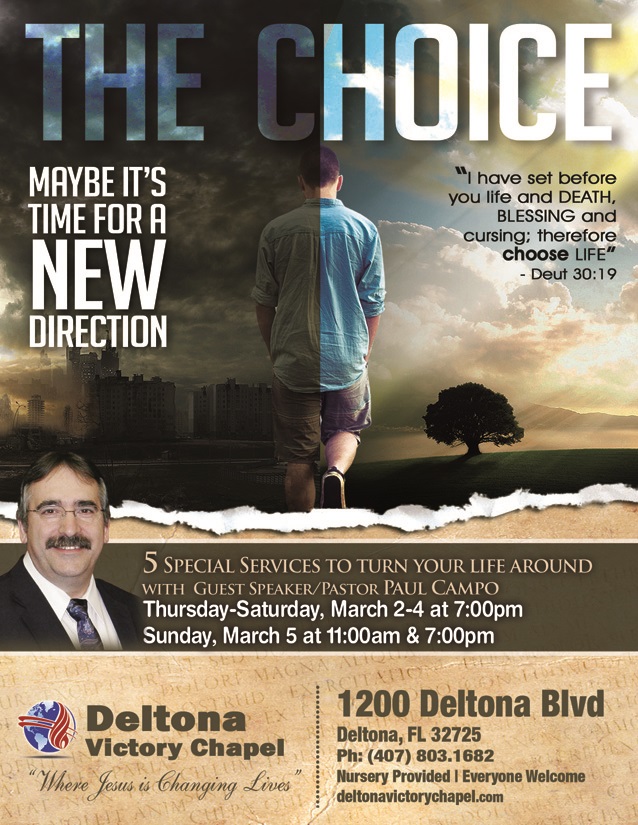 THE CHOICE
MAYBE IT'S
TIME FOR A
NEW
DIRECTION
"I have set before
you life and DEATH,
BLESSING and
cursing; therefore
choose LIFE"
- Deut 30:19
5 SPECIAL SERVICES TO TURN YOUR LIFE AROUND
WITH GUEST SPEAKER/PASTOR PAUL CAMPO
Thursday-Saturday, March 2-4 at 7:00pm
Sunday, March 5 at 11:00am & 7:00pm
Deltona
Victory Chapel
"Where Jesus is Changing Lives"
1200 Deltona Blvd
Deltona, FL 32725
Ph: (407) 803.1682
Nursery Provided | Everyone Welcome
deltonavictorychapel.com